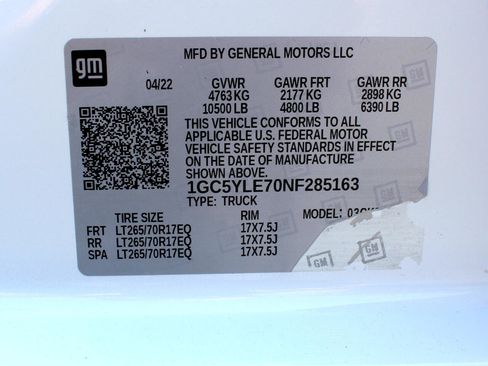 gm
MFD BY GENERAL MOTORS LLC
04/22 GVWR GAWR FRT GAWR RR
4763 KG 2177 KG 2898 KG
10500 LB 4800 LB 6390 LB
THIS VEHICLE CONFORMS TO ALL
APPLICABLE U.S. FEDERAL MOTOR
VEHICLE SAFETY STANDARDS IN EFFECT
ON THE DATE OF MANUFACTURE
SHOWN ABOVE.
1GC5YLE70NF285163
TYPE: TRUCK MODEL:
TIRE SIZE RIM
FRT LT265/70R17EQ 17X7.5J
RR LT265/70R17EQ 17X7.5J
SPA LT265/70R17EQ 17X7.5J
GM
GM